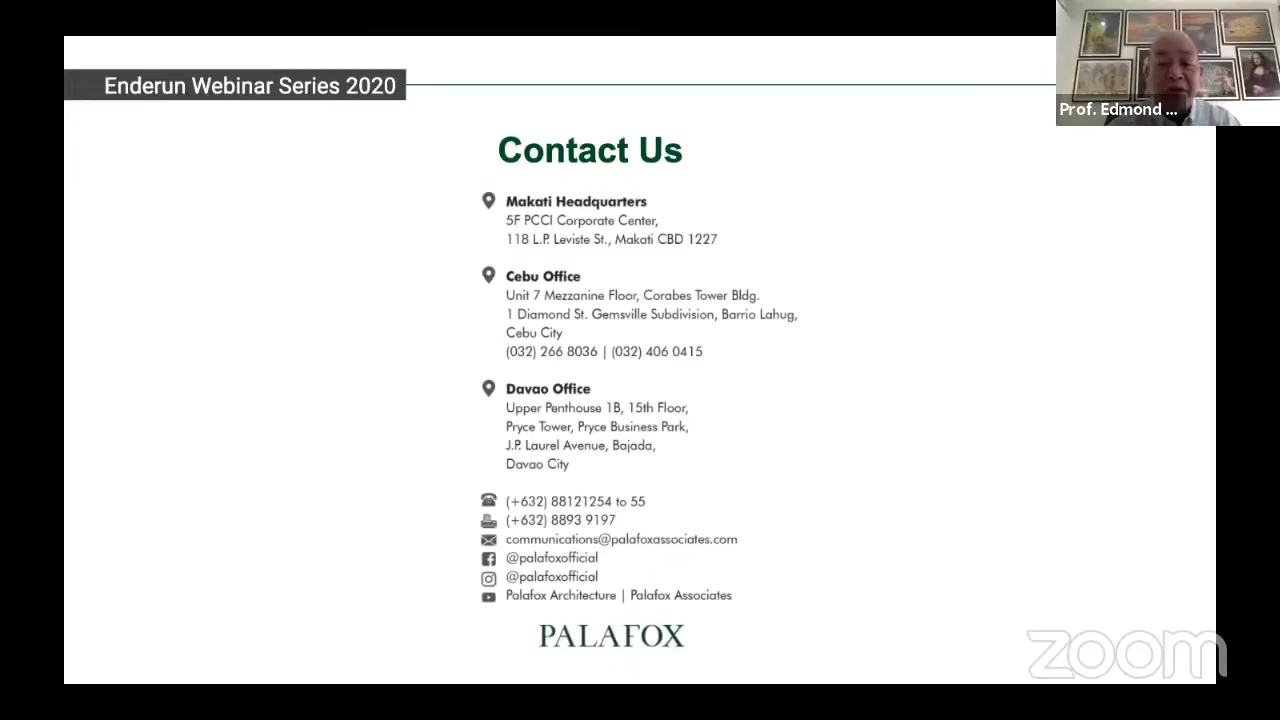 Enderun Webinar Series 2020
Prof. Edmond ...
Contact Us
Makati Headquarters
5F PCCI Corporate Center,
118 L.P. Leviste St., Makati CBD 1227
Cebu Office
Unit 7 Mezzanine Floor, Corabes Tower Bldg.
1 Diamond St. Gemsville Subdivision, Barrio Lahug,
Cebu City
(032) 266 8036 | (032) 406 0415
Davao Office
Upper Penthouse 1B, 15th Floor,
Pryce Tower, Pryce Business Park,
J.P. Laurel Avenue, Bajada,
Davao City
(+632) 88121254 to 55
(+632) 8893 9197
communications@palafoxassociates.com
@palafoxofficial
@palafoxofficial
Palafox Architecture | Palafox Associates
PALAFOX
zoom